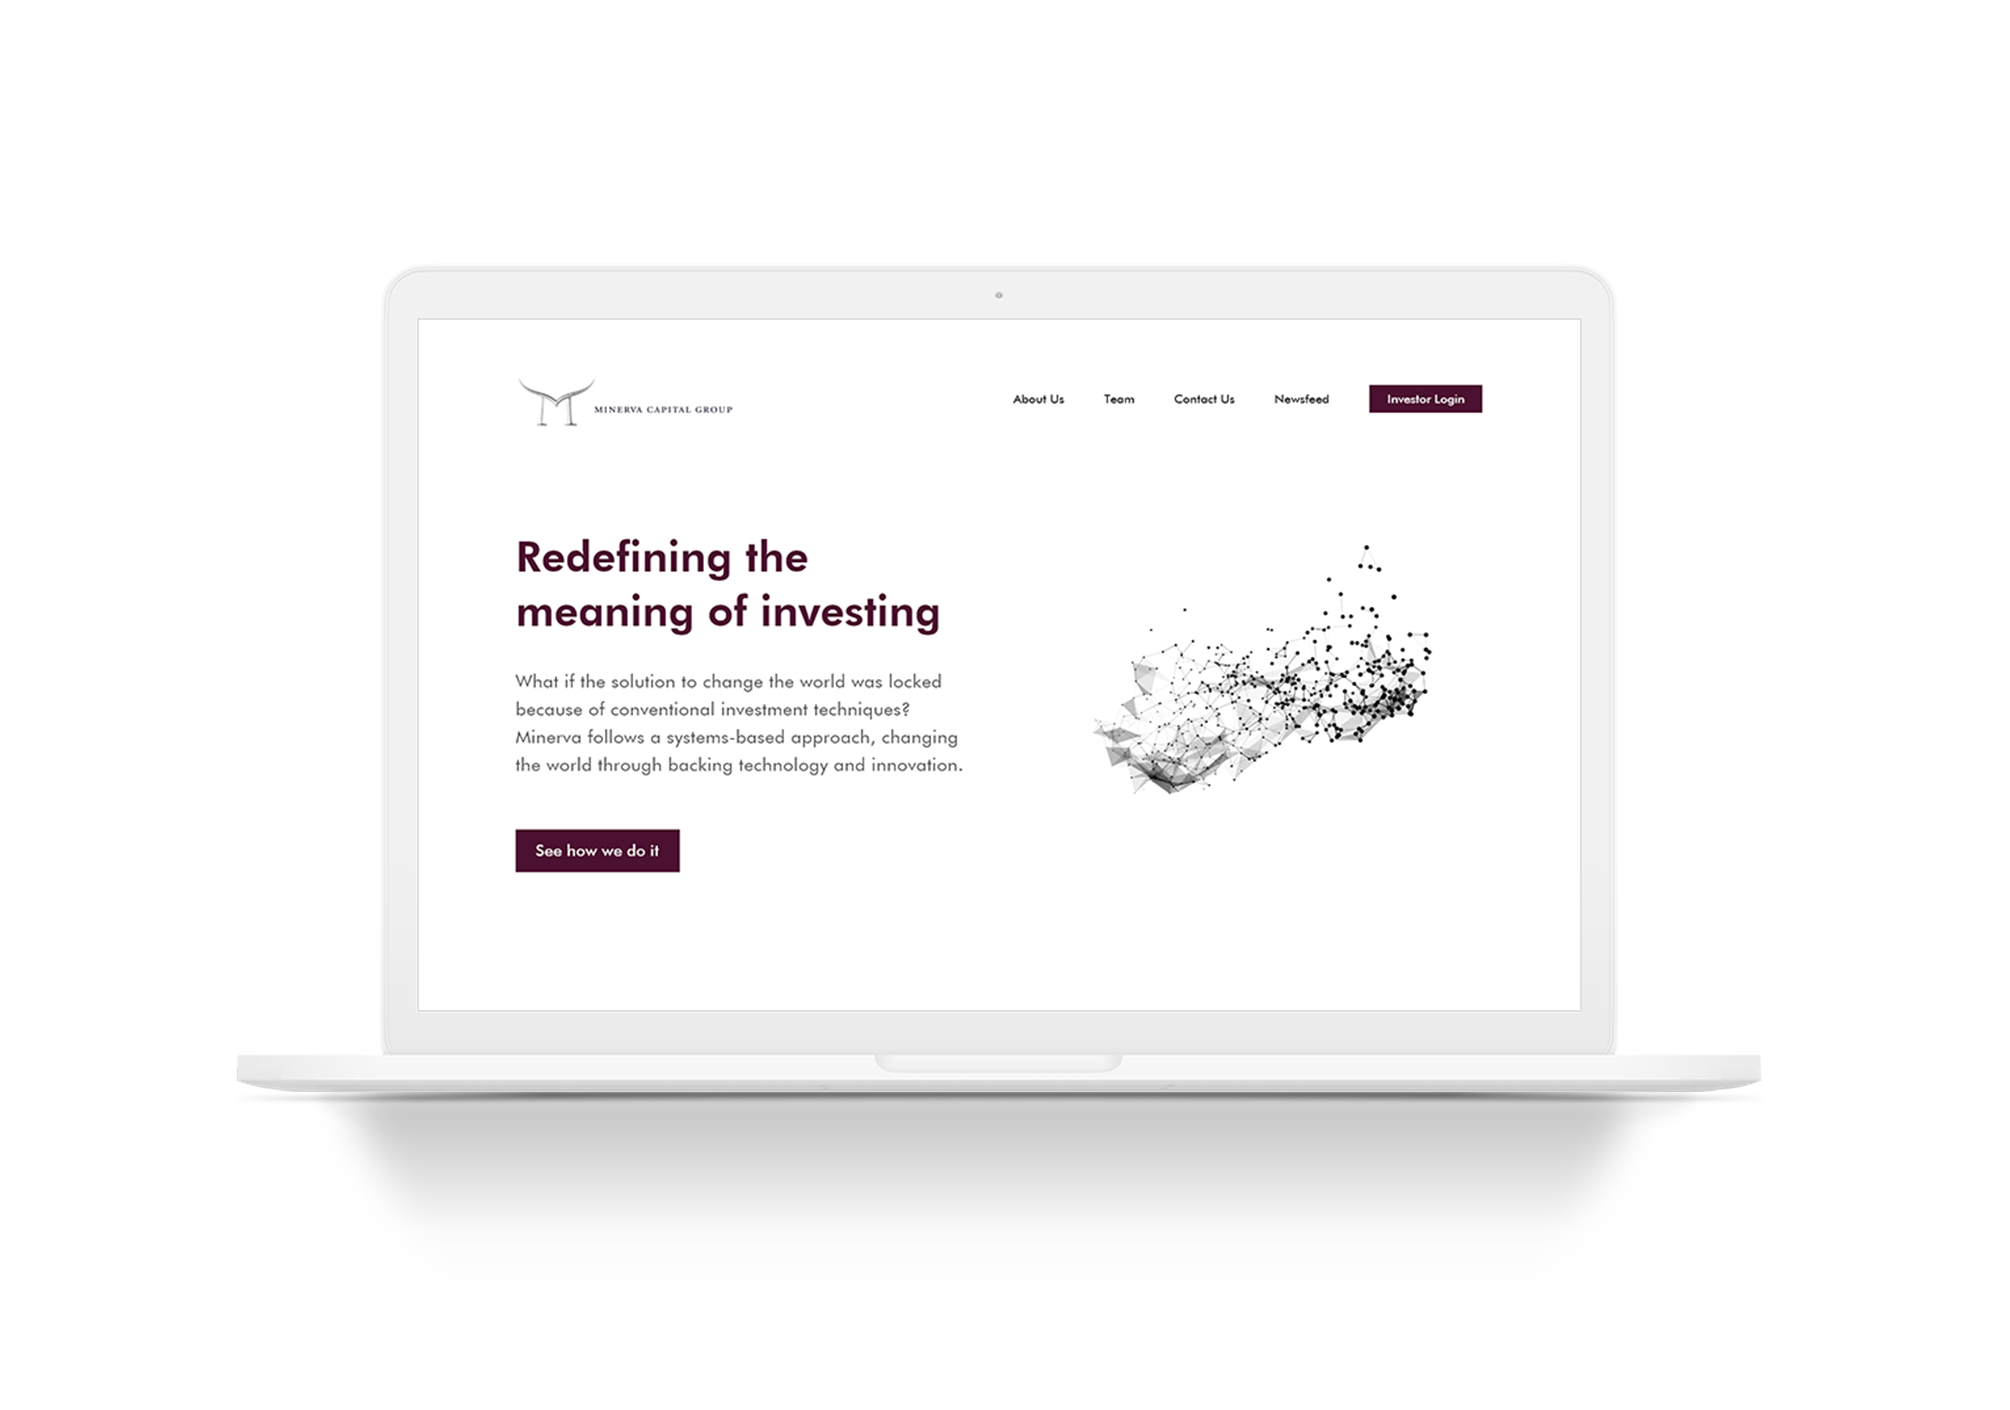 MINERVA CAPITAL GROUP
About Us Team Contact Us Newsfeed Investor Login
Redefining the
meaning of investing
What if the solution to change the world was locked
because of conventional investment techniques?
Minerva follows a systems-based approach, changing
the world through backing technology and innovation.
See how we do it